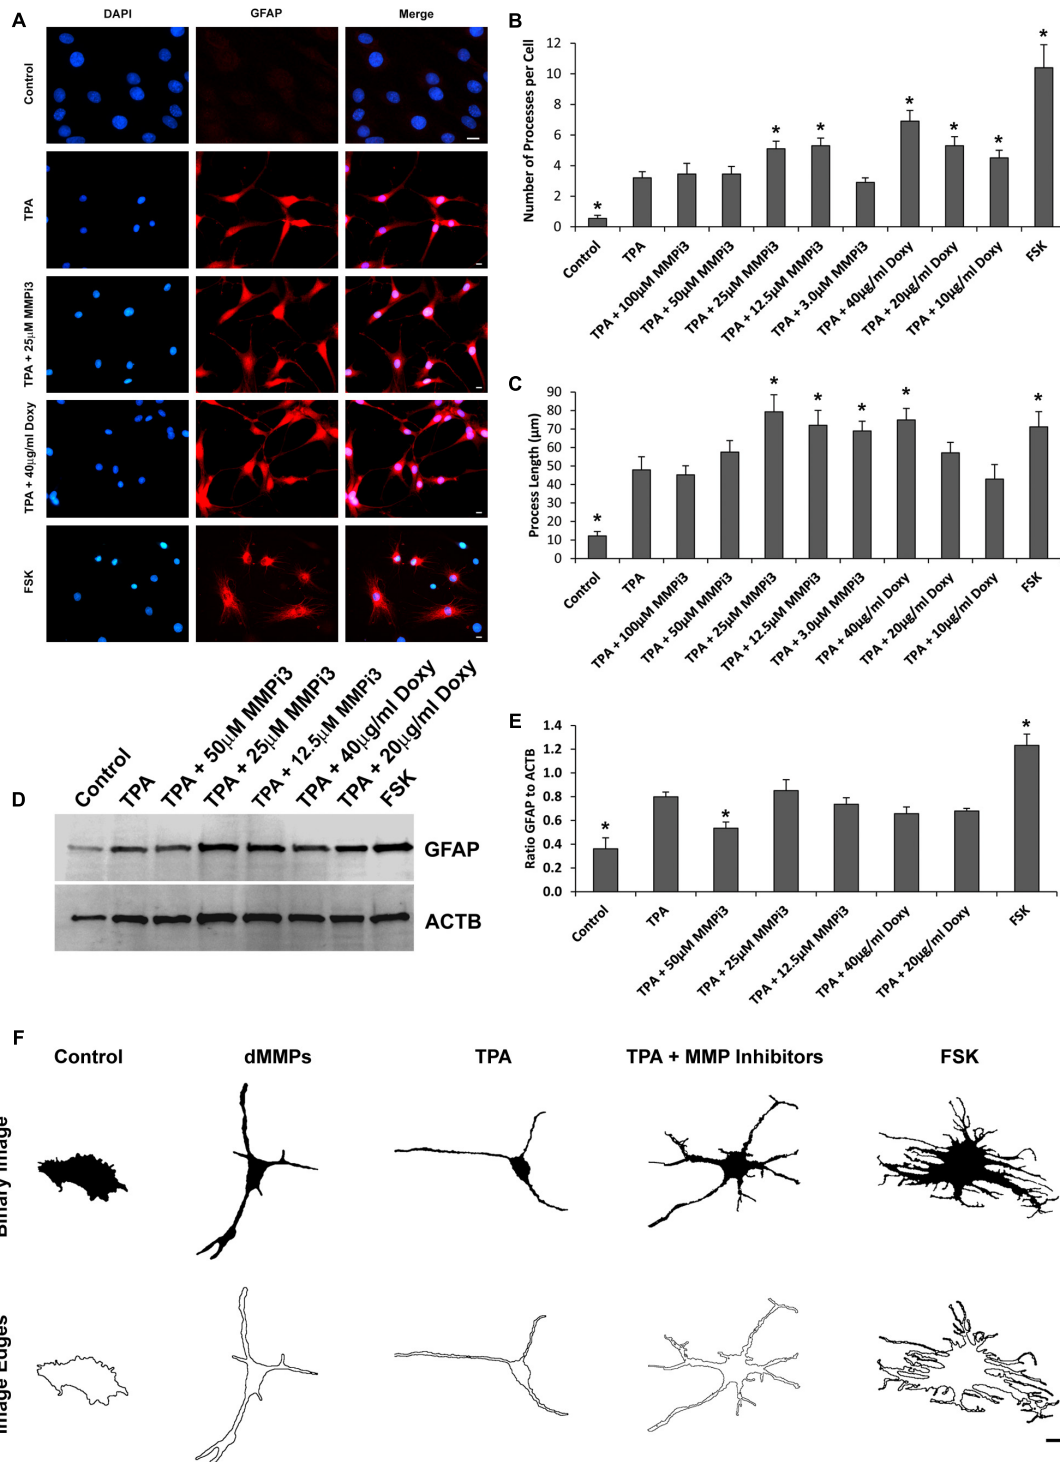 A
DAPI
GFAP
Merge
Control
TPA
TPA + 25µM MMPi3
TPA + 40µg/ml Doxy
FSK
B
Number of Processes per Cell
12
10
8
6
4
2
0
*
*
*
*
*
*
*
Control
TPA
TPA + 100µM MMPi3
TPA + 50µM MMPi3
TPA + 25µM MMPi3
TPA + 12.5µM MMPi3
TPA + 3.0µM MMPi3
TPA + 40µg/ml Doxy
TPA + 20µg/ml Doxy
TPA + 10µg/ml Doxy
FSK
C
Process Length (µm)
90
80
70
60
50
40
30
20
10
0
*
*
*
*
*
*
Control
TPA
TPA + 100µM MMPi3
TPA + 50µM MMPi3
TPA + 25µM MMPi3
TPA + 12.5µM MMPi3
TPA + 3.0µM MMPi3
TPA + 40µg/ml Doxy
TPA + 20µg/ml Doxy
TPA + 10µg/ml Doxy
FSK
D
Control
TPA
TPA + 50µM MMPi3
TPA + 25µM MMPi3
TPA + 12.5µM MMPi3
TPA + 40µg/ml Doxy
TPA + 20µg/ml Doxy
FSK
GFAP
ACTB
E
Ratio GFAP to ACTB
1.4
1.2
1.0
0.8
0.6
0.4
0.2
0.0
*
*
*
Control
TPA
TPA + 50µM MMPi3
TPA + 25µM MMPi3
TPA + 12.5µM MMPi3
TPA + 40µg/ml Doxy
TPA + 20µg/ml Doxy
FSK
F
Control
dMMPs
TPA
TPA + MMP Inhibitors
FSK
Binary Image
Image Edges